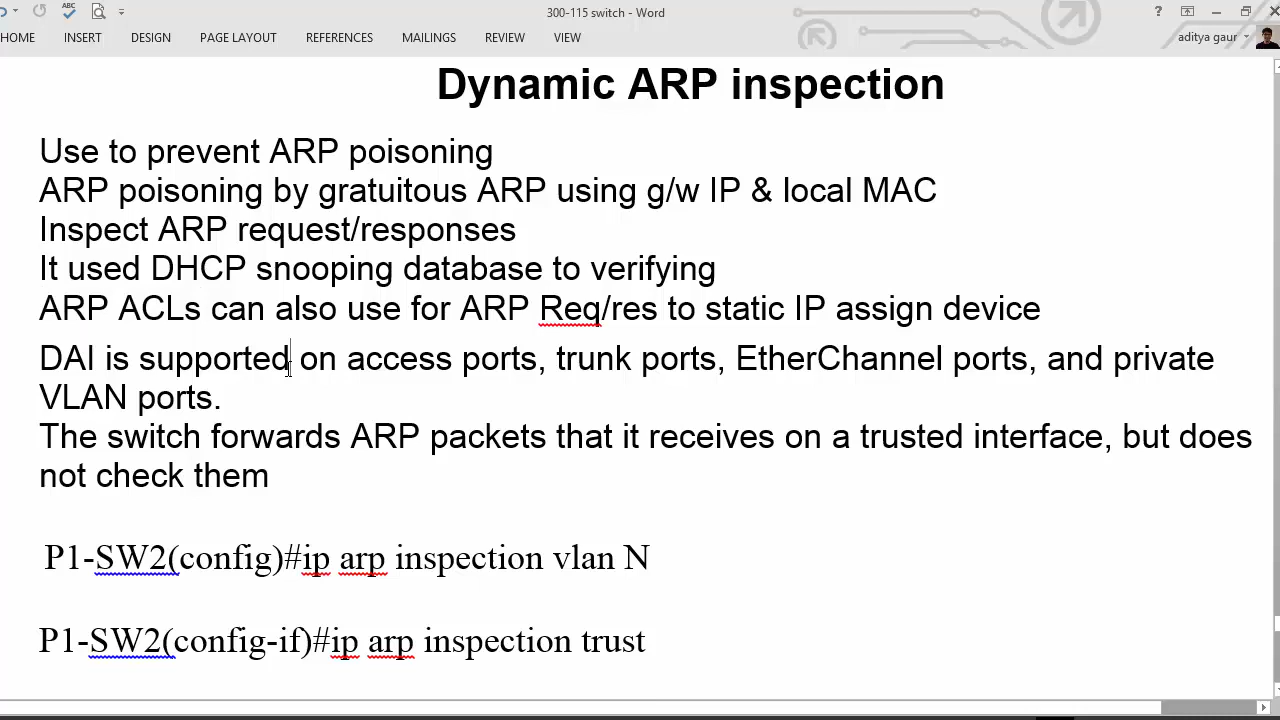 300-115 switch - Word
HOME INSERT DESIGN PAGE LAYOUT REFERENCES MAILINGS REVIEW VIEW aditya gaur
Dynamic ARP inspection
Use to prevent ARP poisoning
ARP poisoning by gratuitous ARP using g/w IP & local MAC
Inspect ARP request/responses
It used DHCP snooping database to verifying
ARP ACLs can also use for ARP Req/res to static IP assign device
DAI is supported on access ports, trunk ports, EtherChannel ports, and private
VLAN ports.
The switch forwards ARP packets that it receives on a trusted interface, but does
not check them
P1-SW2(config)#ip arp inspection vlan N
P1-SW2(config-if)#ip arp inspection trust